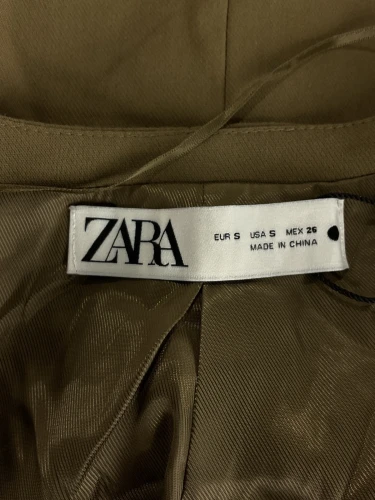 ZARA
EUR S USA S MEX 26
MADE IN CHINA